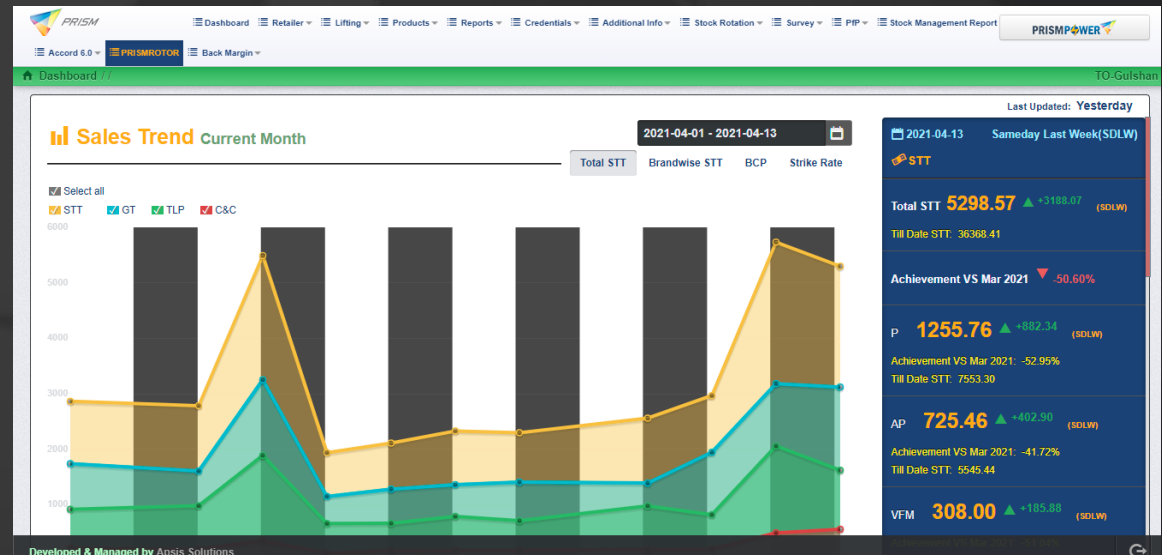 PRISM
Dashboard Retailer Lifting Products Reports Credentials Additional Info Stock Rotation Survey PfP Stock Management Report
PRISMPOWER
Accord 6.0 PRISMROTOR Back Margin
Dashboard / /
TO-Gulshan
Last Updated: Yesterday
Sales Trend Current Month
2021-04-01 - 2021-04-13
Total STT Brandwise STT BCP Strike Rate
Select all
STT GT TLP C&C
6000
5000
4000
3000
2000
1000
2021-04-13 Sameday Last Week(SDLW)
STT
Total STT 5298.57 +3188.07 (SDLW)
Till Date STT: 36368.41
Achievement VS Mar 2021 -50.60%
P 1255.76 +882.34 (SDLW)
Achievement VS Mar 2021: -52.95%
Till Date STT: 7553.30
AP 725.46 +402.90 (SDLW)
Achievement VS Mar 2021: -41.72%
Till Date STT: 5545.44
VFM 308.00 +185.88 (SDLW)
Developed & Managed by Apsis Solutions